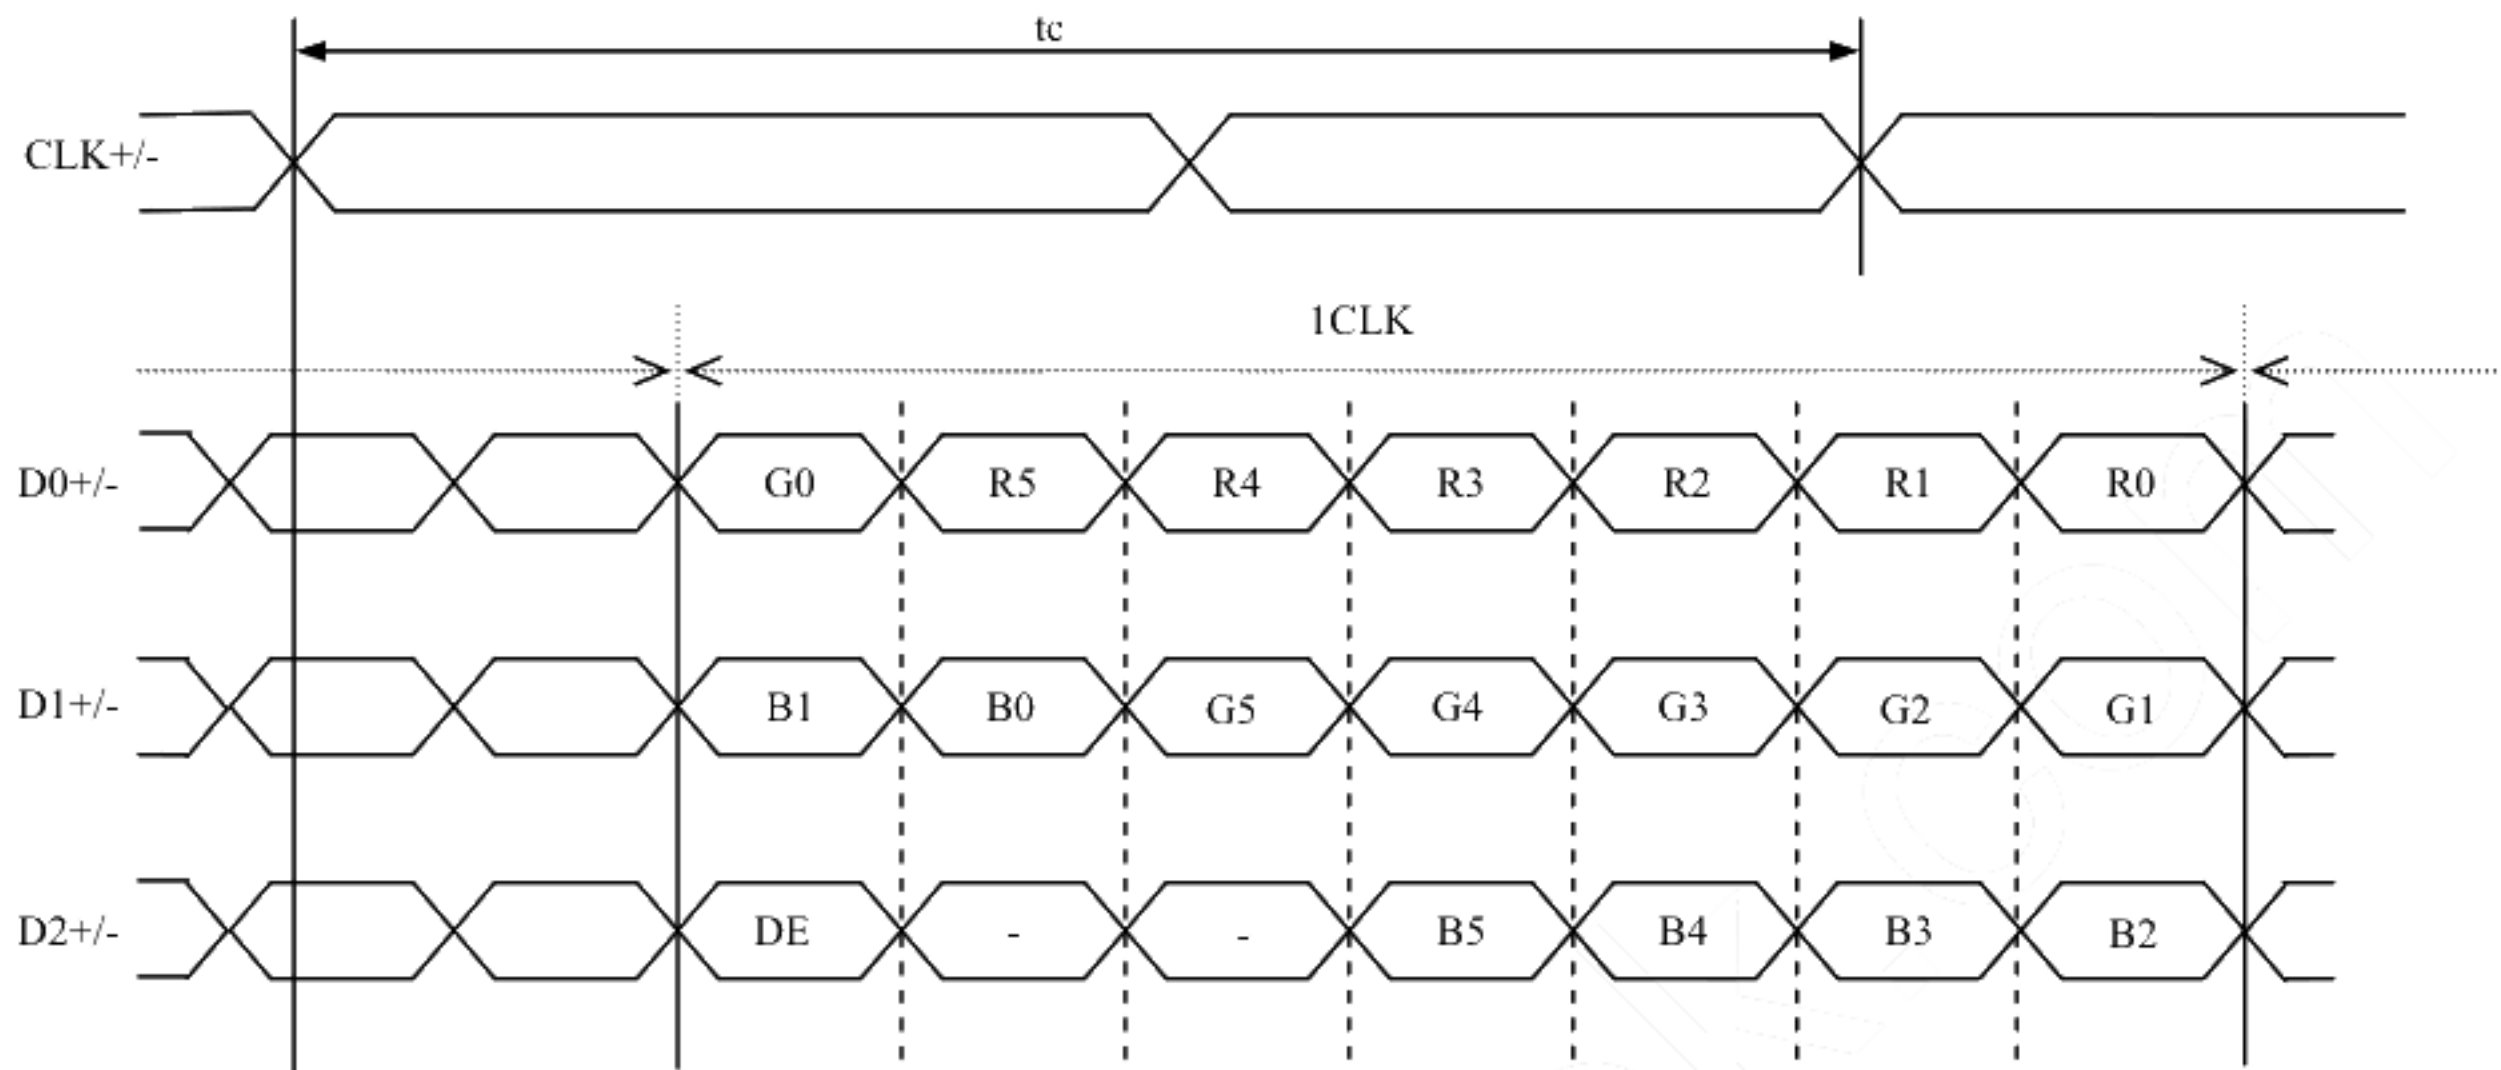 tc
CLK+/-
1CLK
D0+/- G0 R5 R4 R3 R2 R1 R0
D1+/- B1 B0 G5 G4 G3 G2 G1
D2+/- DE - - B5 B4 B3 B2